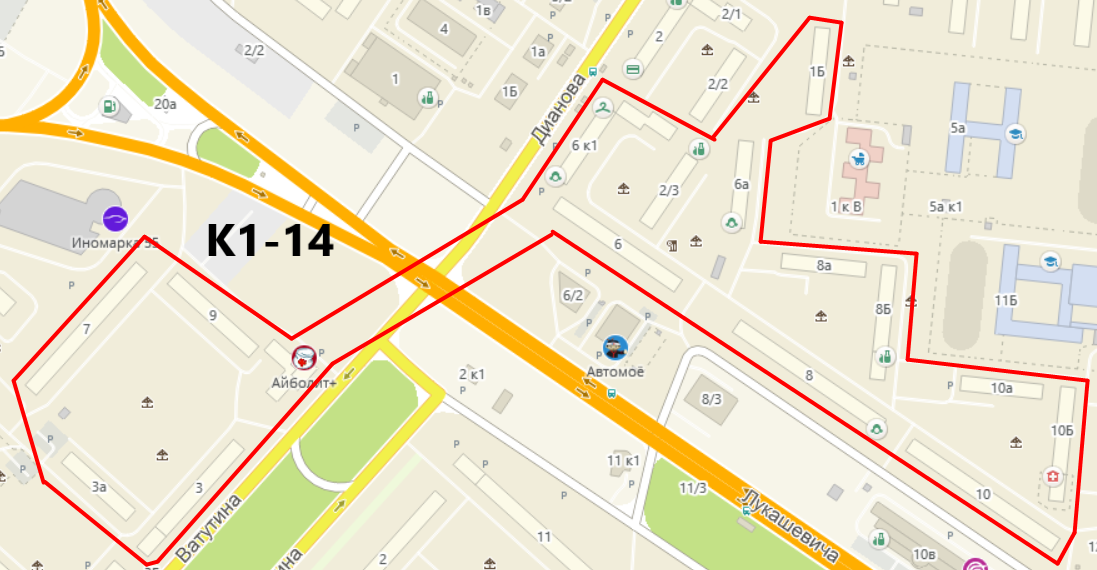 2/1
1в
4
2
1а
2/2
1
1Б
2/2
1Б
20а
Дианова
5а
6 к1
2/3
6а
1 к В
5а к1
Иномарка 55
К1-14
6
8а
6/2
11Б
8Б
7
9
Автомоё
Айболит+
2 к1
8
10а
8/3
10Б
3а
3
11 к1
11/3
10
Ватутина
Лукашевича
11
2
10в
ина